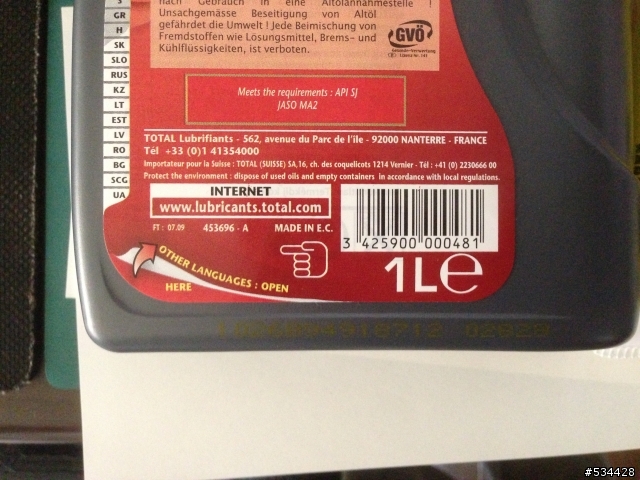 nach Gebrauch in eine Altölannahmestelle !
Unsachgemässe Beseitigung von Altöl
gefährdet die Umwelt ! Jede Beimischung von
Fremdstoffen wie Lösungsmittel, Brems- und
Kühlflüssigkeiten, ist verboten.
GVÖ
S
GR
H
SK
SLO
RUS
KZ
LT
EST
LV
RO
BG
SCG
UA
Meets the requirements : API SJ
JASO MA2
TOTAL Lubrifiants - 562, avenue du Parc de l'île - 92000 NANTERRE - FRANCE
Tél +33 (0)1 41354000
Importateur pour la Suisse : TOTAL (SUISSE) SA,16, ch. des coquelicots 1214 Vernier - Tél : +41 (0) 2230666 00
Protect the environment : dispose of used oils and empty containers in accordance with local regulations.
INTERNET
www.lubricants.total.com
FT : 07.09 453696 - A MADE IN E.C.
3 425900 000481
OTHER LANGUAGES : OPEN
HERE
1L℮
#534428